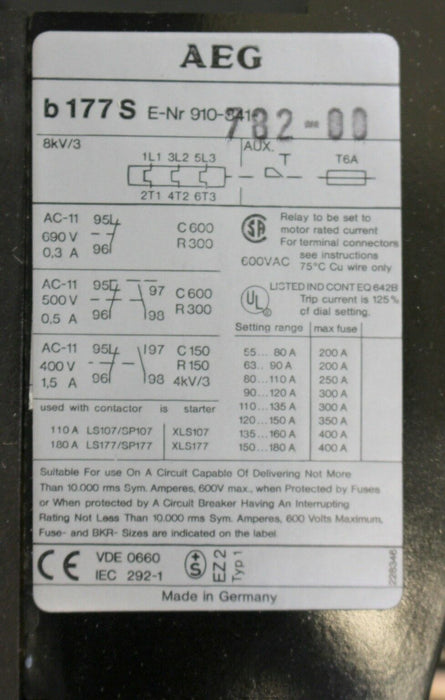 AEG
b 177 S E-Nr 910-341-
782-00
8kV/3 AUX.
1L1 3L2 5L3 T T6A
2T1 4T2 6T3
AC-11 95 C 600
690 V R 300
0,3 A 96
SA Relay to be set to
motor rated current
For terminal connectors
600VAC see instructions
75°C Cu wire only
AC-11 95 97 C 600
500 V R 300
0,5 A 96 98
UL LISTED IND CONT EQ 642B
Trip current is 125 %
of dial setting.
AC-11 95 97 C 150
400 V R 150
1,5 A 96 98 4kV/3
Setting range max fuse
55... 80 A 200 A
63.. 90 A 200 A
80...110 A 250 A
90...120 A 300 A
110...135 A 300 A
120...150 A 350 A
135...160 A 400 A
150...180 A 400 A
used with contactor is starter
110 A LS107/SP107 XLS107
180 A LS177/SP177 XLS177
Suitable For use On A Circuit Capable Of Delivering Not More
Than 10.000 rms Sym. Amperes, 600V max., when Protected by Fuses
or When protected by A Circuit Breaker Having An Interrupting
Rating Not Less Than 10.000 rms Sym. Amperes, 600 Volts Maximum,
Fuse- and BKR- Sizes are indicated on the label
CE VDE 0660
IEC 292-1
+S EZ 2
Typ 1
228346
Made in Germany